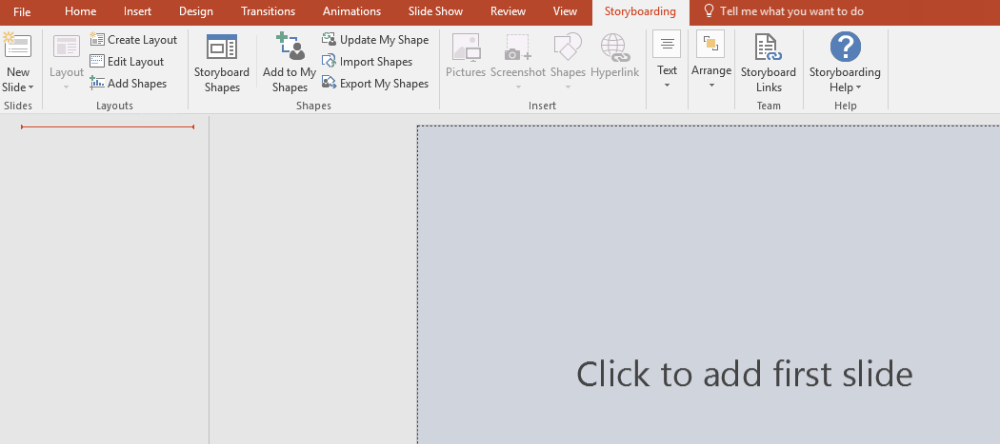 File Home Insert Design Transitions Animations Slide Show Review View Storyboarding Tell me what you want to do
New
Slide
Slides
Layout
Create Layout
Edit Layout
Add Shapes
Layouts
Storyboard
Shapes
Add to My
Shapes
Update My Shape
Import Shapes
Export My Shapes
Shapes
Pictures
Screenshot
Shapes
Hyperlink
Insert
Text
Arrange
Storyboard
Links
Team
Storyboarding
Help
Help
Click to add first slide